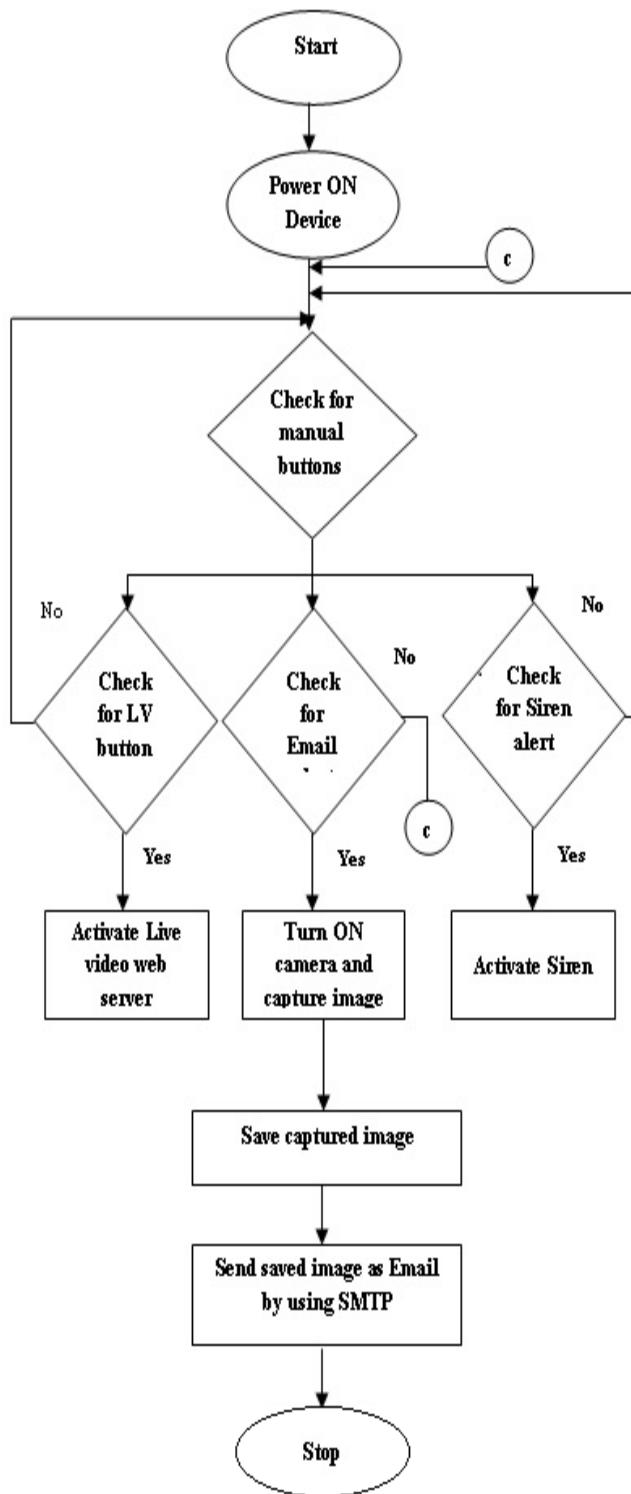 Start
Power ON
Device
c
Check for
manual
buttons
No
No
No
Check
for LV
button
Check
for
Email
Check
for Siren
alert
c
Yes
Yes
Yes
Activate Live
video web
server
Turn ON
camera and
capture image
Activate Siren
Save captured image
Send saved image as Email
by using SMTP
Stop